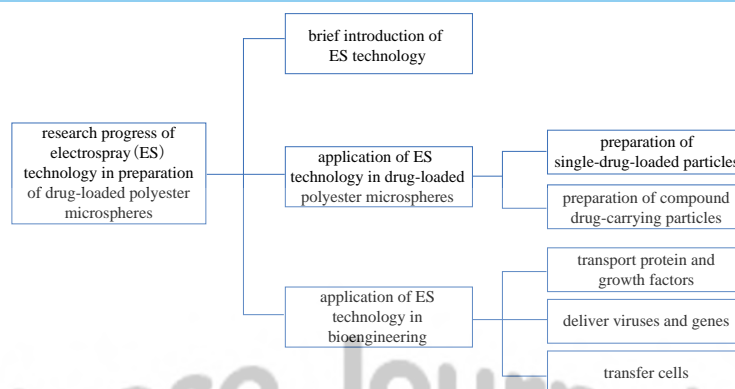 brief introduction of
ES technology
research progress of
electrospray(ES)
technology in preparation
of drug-loaded polyester
microspheres
application of ES
technology in drug-loaded
polyester microspheres
preparation of
single-drug-loaded particles
preparation of compound
drug-carrying particles
application of ES
technology in
bioengineering
transport protein and
growth factors
deliver viruses and genes
transfer cells